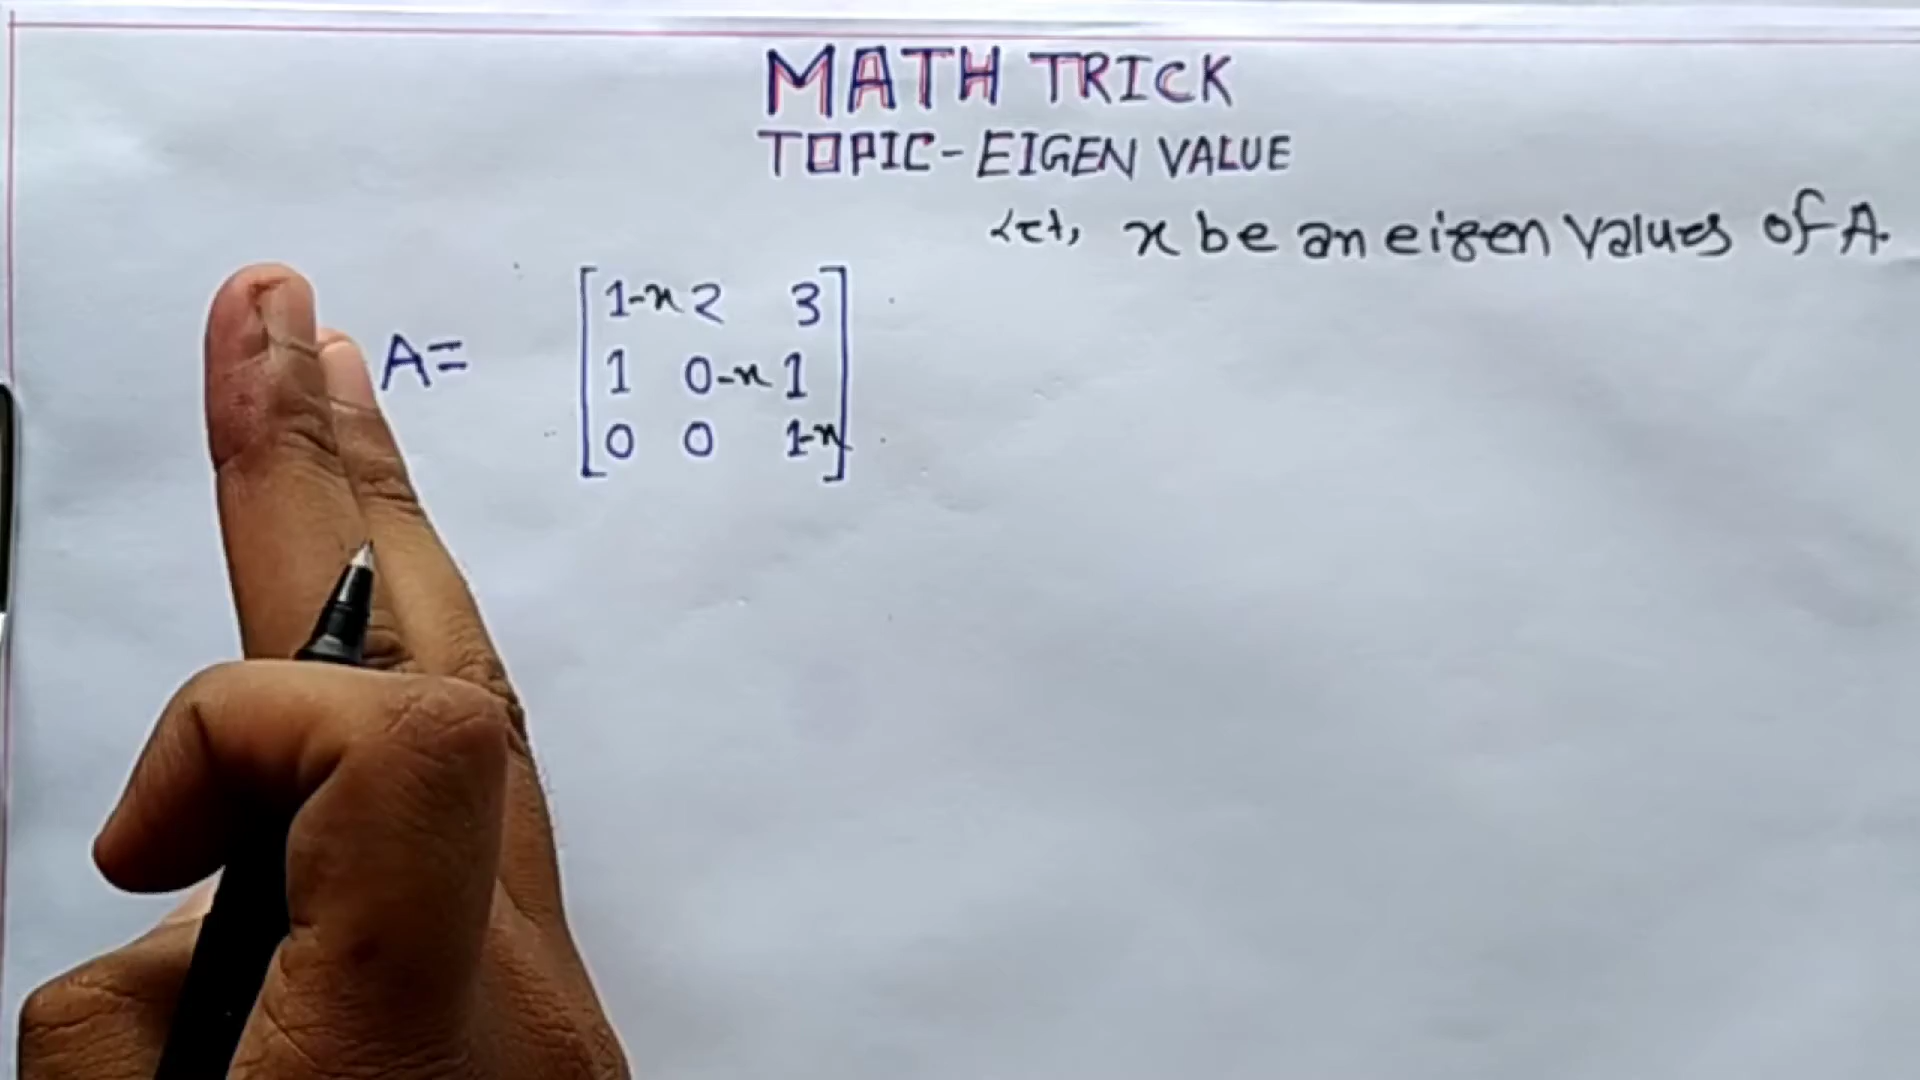 MATH TRICK
TOPIC-EIGEN VALUE
Let, x be an eigen values of A.
A=
1-x 2 3
1 0-x 1
0 0 1-x